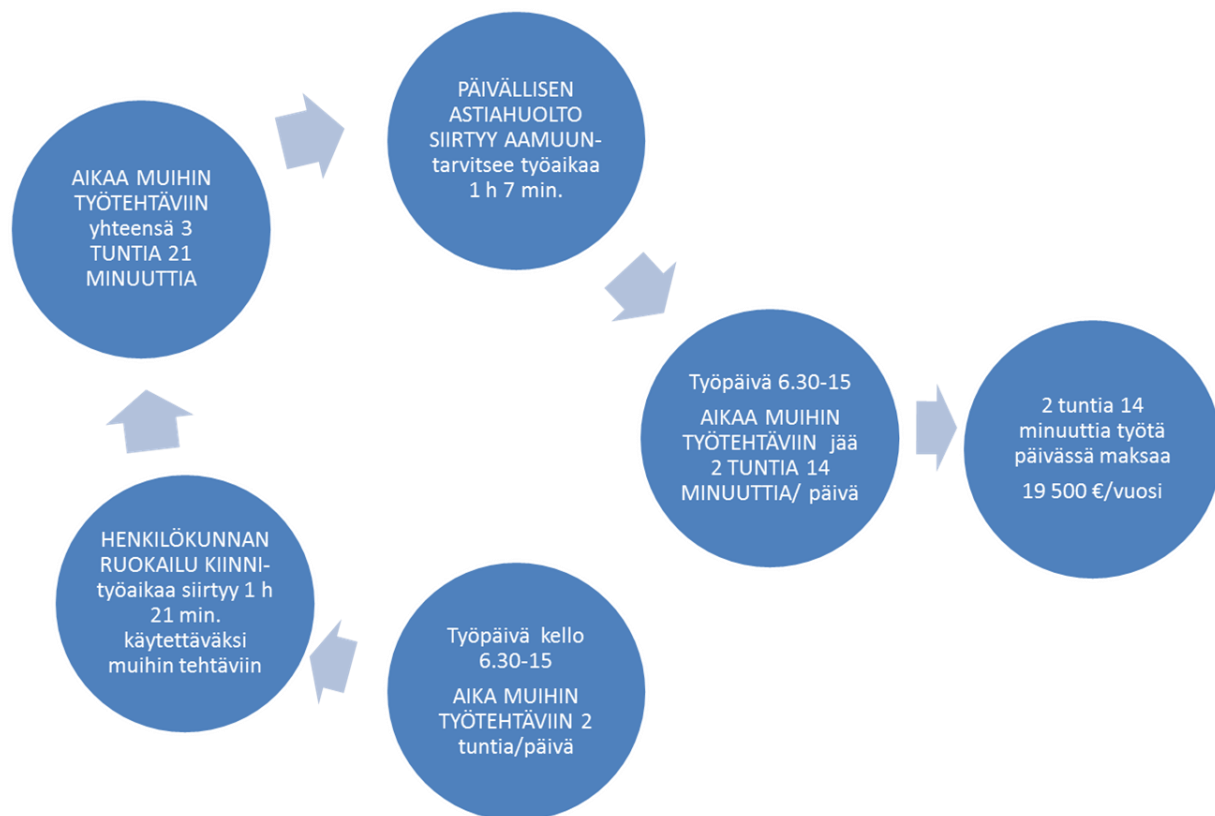 PÄIVÄLLISEN
ASTIAHUOLTO
SIIRTYY AAMUUN-
tarvitsee työaikaa
1 h 7 min.
AIKAA MUIHIN
TYÖTEHTÄVIIN
yhteensä 3
TUNTIA 21
MINUUTTIA
Työpäivä 6.30-15
AIKAA MUIHIN
TYÖTEHTÄVIIN jää
2 TUNTIA 14
MINUUTTIA/ päivä
2 tuntia 14
minuuttia työtä
päivässä maksaa
19 500 €/vuosi
HENKILÖKUNNAN
RUOKAILU KIINNI-
työaikaa siirtyy 1 h
21 min.
käytettäväksi
muihin tehtäviin
Työpäivä kello
6.30-15
AIKA MUIHIN
TYÖTEHTÄVIIN 2
tuntia/päivä